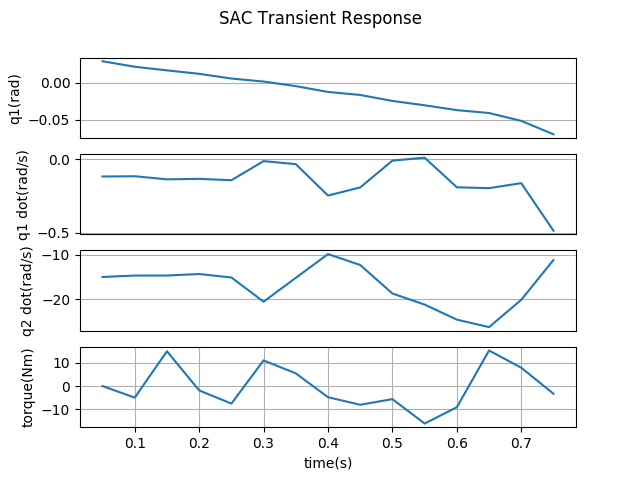 SAC Transient Response
q1(rad)
0.00
−0.05
q1 dot(rad/s)
0.0
−0.5
q2 dot(rad/s)
−10
−20
torque(Nm)
10
0
−10
0.1 0.2 0.3 0.4 0.5 0.6 0.7
time(s)